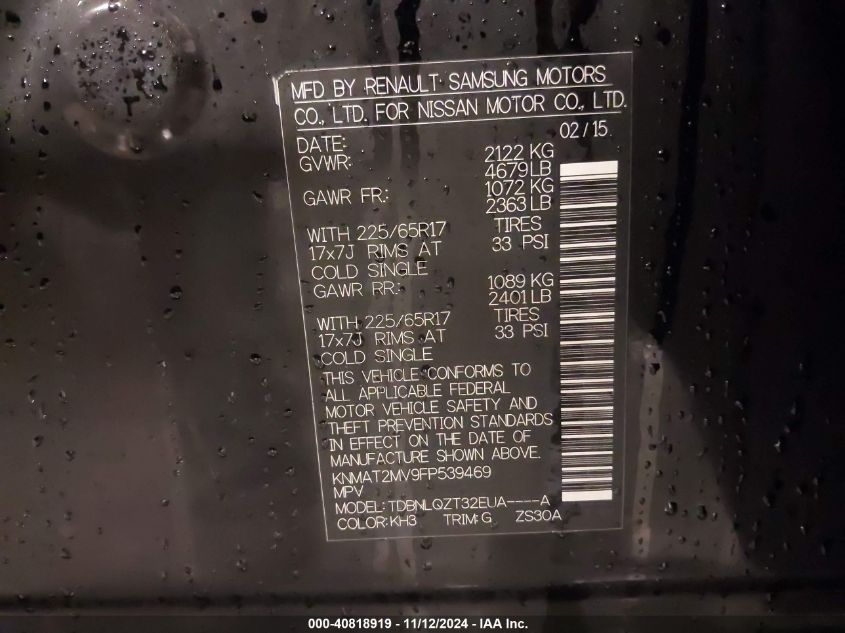 MFD BY RENAULT SAMSUNG MOTORS
CO., LTD. FOR NISSAN MOTOR CO., LTD.
DATE: 02/15
GVWR: 2122 KG
4679 LB
GAWR FR: 1072 KG
2363 LB
WITH 225/65R17 TIRES
17x7J RIMS AT 33 PSI
COLD SINGLE
GAWR RR: 1089 KG
2401 LB
WITH 225/65R17 TIRES
17x7J RIMS AT 33 PSI
COLD SINGLE
THIS VEHICLE CONFORMS TO
ALL APPLICABLE FEDERAL
MOTOR VEHICLE SAFETY AND
THEFT PREVENTION STANDARDS
IN EFFECT ON THE DATE OF
MANUFACTURE SHOWN ABOVE.
KNMAT2MV9FP539469
MPV
MODEL: TDBNLQZT32EUA----A
COLOR: KH3 TRIM: G ZS30A
000-40818919 - 11/12/2024 - IAA Inc.